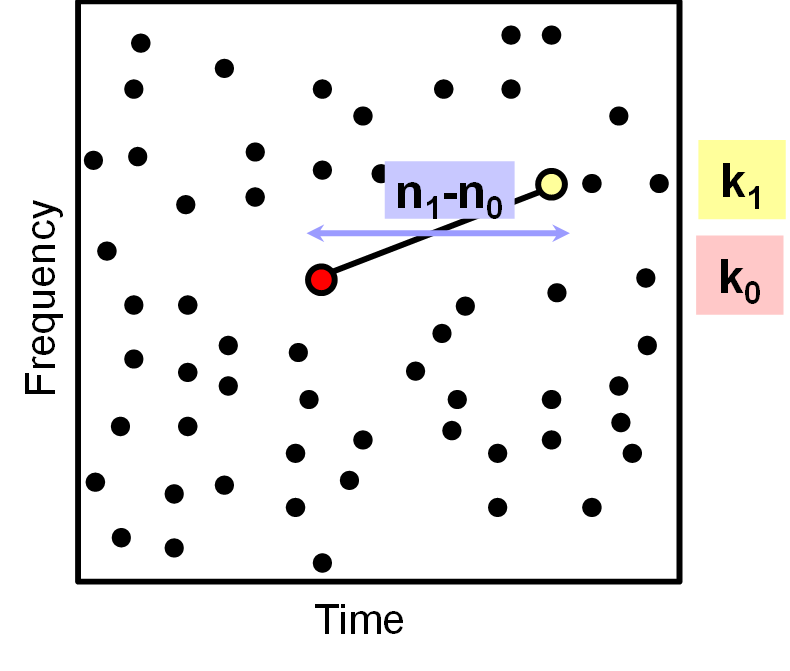 k₁
n₁-n₀
k₀
Frequency
Time